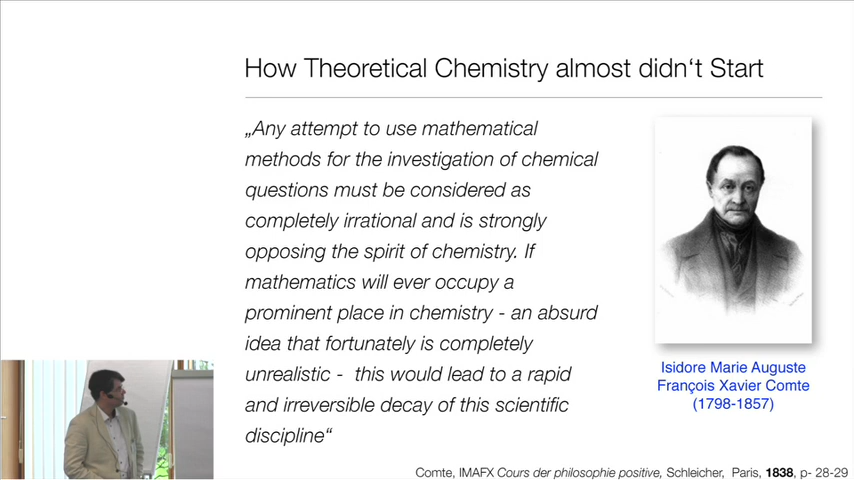 How Theoretical Chemistry almost didn‘t Start
„Any attempt to use mathematical
methods for the investigation of chemical
questions must be considered as
completely irrational and is strongly
opposing the spirit of chemistry. If
mathematics will ever occupy a
prominent place in chemistry - an absurd
idea that fortunately is completely
unrealistic - this would lead to a rapid
and irreversible decay of this scientific
discipline“
Isidore Marie Auguste
François Xavier Comte
(1798-1857)
Comte, IMAFX Cours der philosophie positive, Schleicher, Paris, 1838, p- 28-29